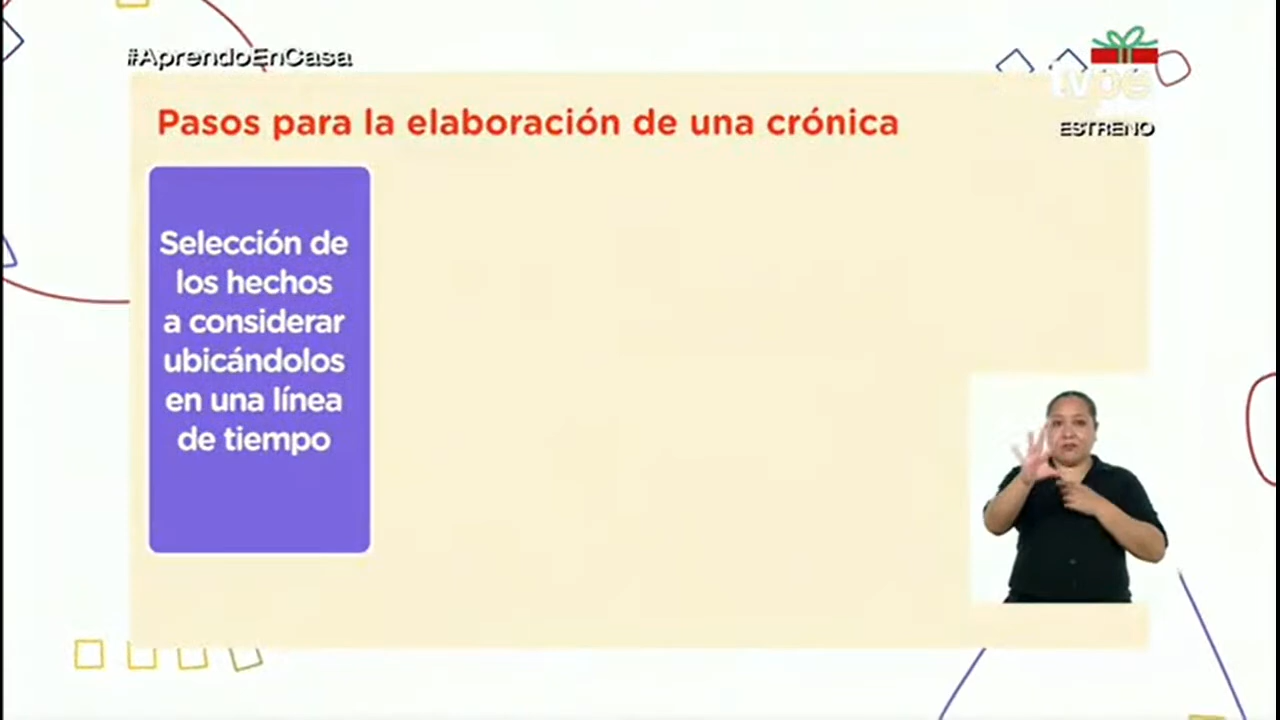 #AprendoEnCasa
tvpe
ESTRENO
Pasos para la elaboración de una crónica
Selección de
los hechos
a considerar
ubicándolos
en una línea
de tiempo